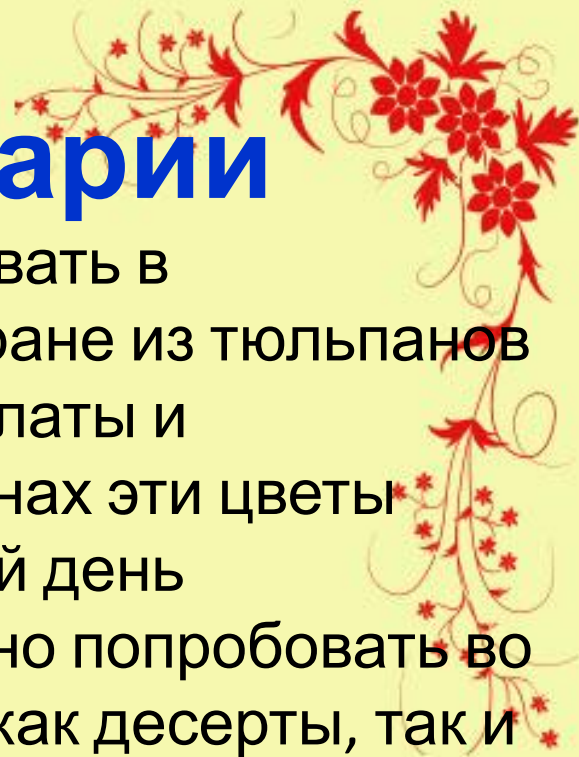 арии
вать в
ране из тюльпанов
латы и
нах эти цветы
й день
но попробовать во
как десерты, так и